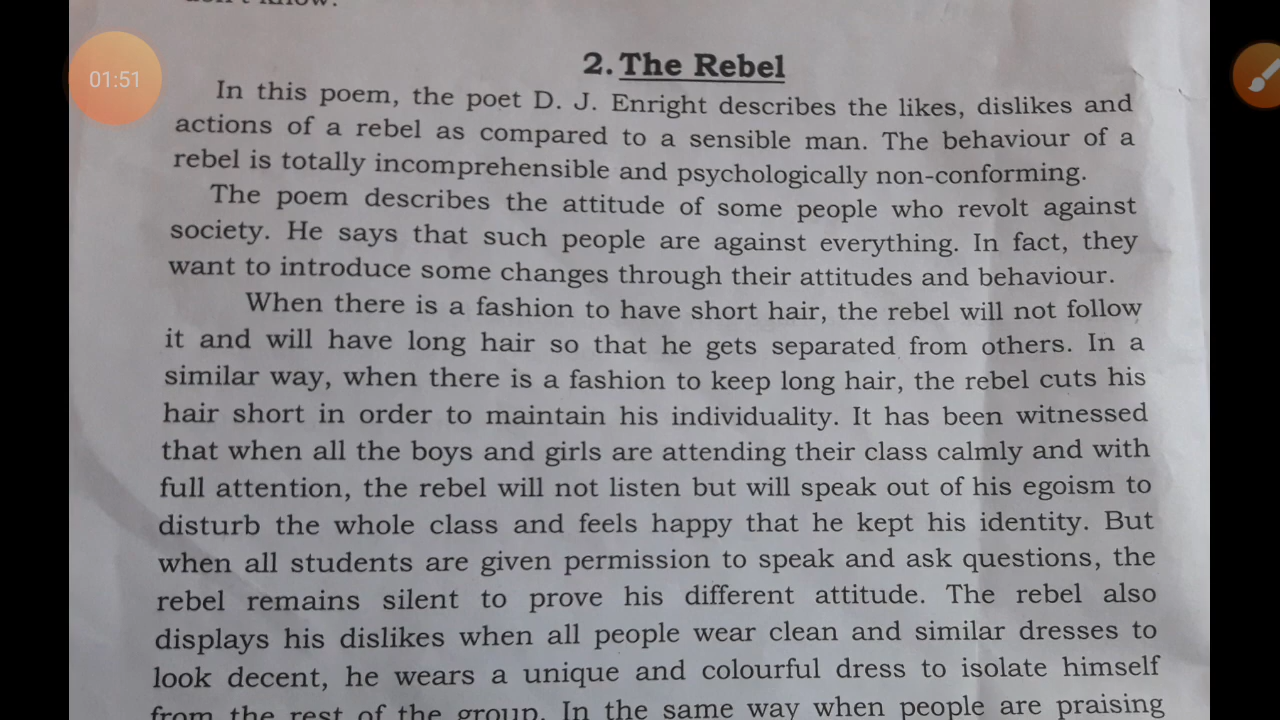 don't know.
2. The Rebel
01:51
In this poem, the poet D. J. Enright describes the likes, dislikes and
actions of a rebel as compared to a sensible man. The behaviour of a
rebel is totally incomprehensible and psychologically non-conforming.
The poem describes the attitude of some people who revolt against
society. He says that such people are against everything. In fact, they
want to introduce some changes through their attitudes and behaviour.
When there is a fashion to have short hair, the rebel will not follow
it and will have long hair so that he gets separated from others. In a
similar way, when there is a fashion to keep long hair, the rebel cuts his
hair short in order to maintain his individuality. It has been witnessed
that when all the boys and girls are attending their class calmly and with
full attention, the rebel will not listen but will speak out of his egoism to
disturb the whole class and feels happy that he kept his identity. But
when all students are given permission to speak and ask questions, the
rebel remains silent to prove his different attitude. The rebel also
displays his dislikes when all people wear clean and similar dresses to
look decent, he wears a unique and colourful dress to isolate himself
from the rest of the group. In the same way when people are praising